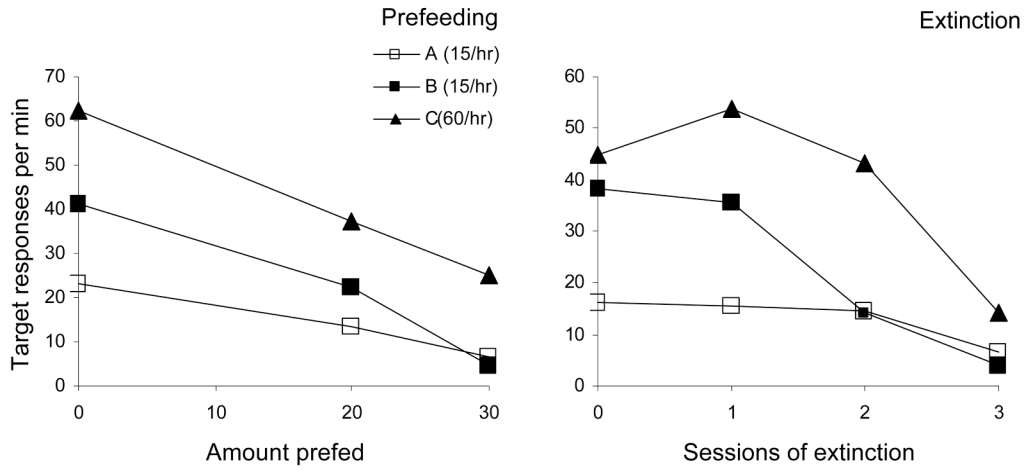 Prefeeding
A (15/hr)
B (15/hr)
C(60/hr)
Target responses per min
70
60
50
40
30
20
10
0
0 10 20 30
Amount prefed
Extinction
60
50
40
30
20
10
0
0 1 2 3
Sessions of extinction